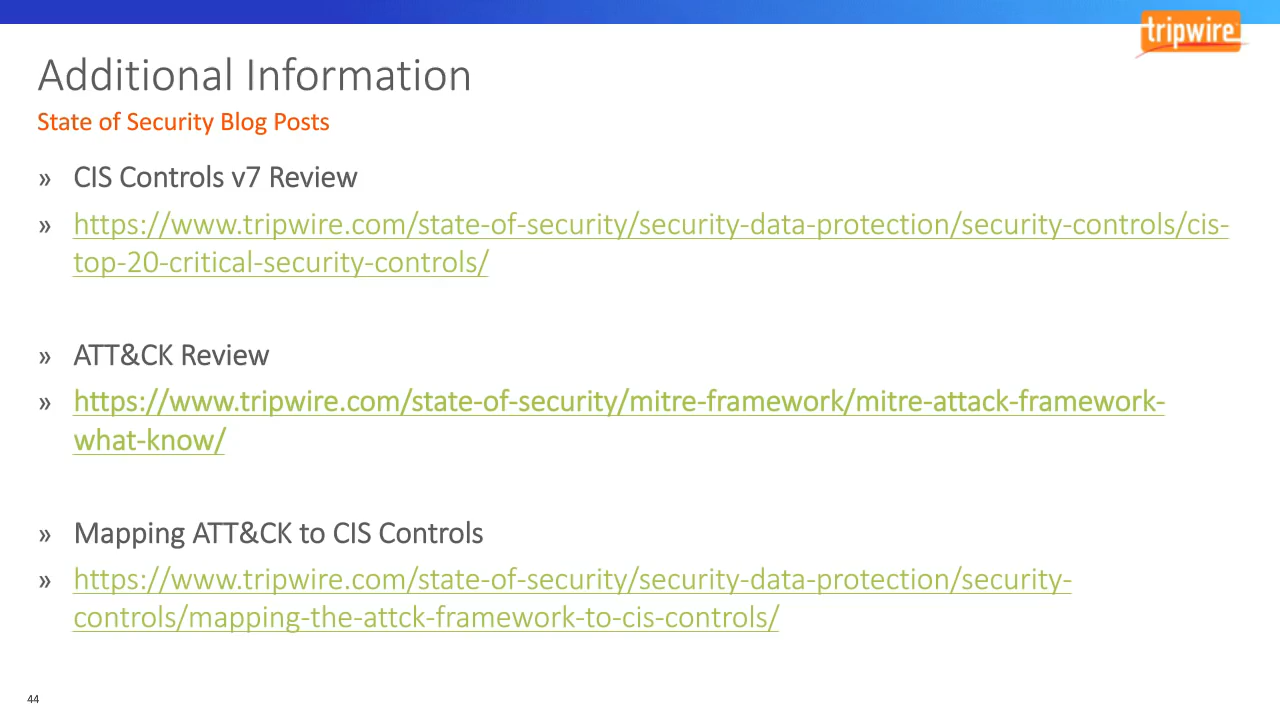 tripwire
Additional Information
State of Security Blog Posts
» CIS Controls v7 Review
» https://www.tripwire.com/state-of-security/security-data-protection/security-controls/cis-
top-20-critical-security-controls/
» ATT&CK Review
» https://www.tripwire.com/state-of-security/mitre-framework/mitre-attack-framework-
what-know/
» Mapping ATT&CK to CIS Controls
» https://www.tripwire.com/state-of-security/security-data-protection/security-
controls/mapping-the-attck-framework-to-cis-controls/
44